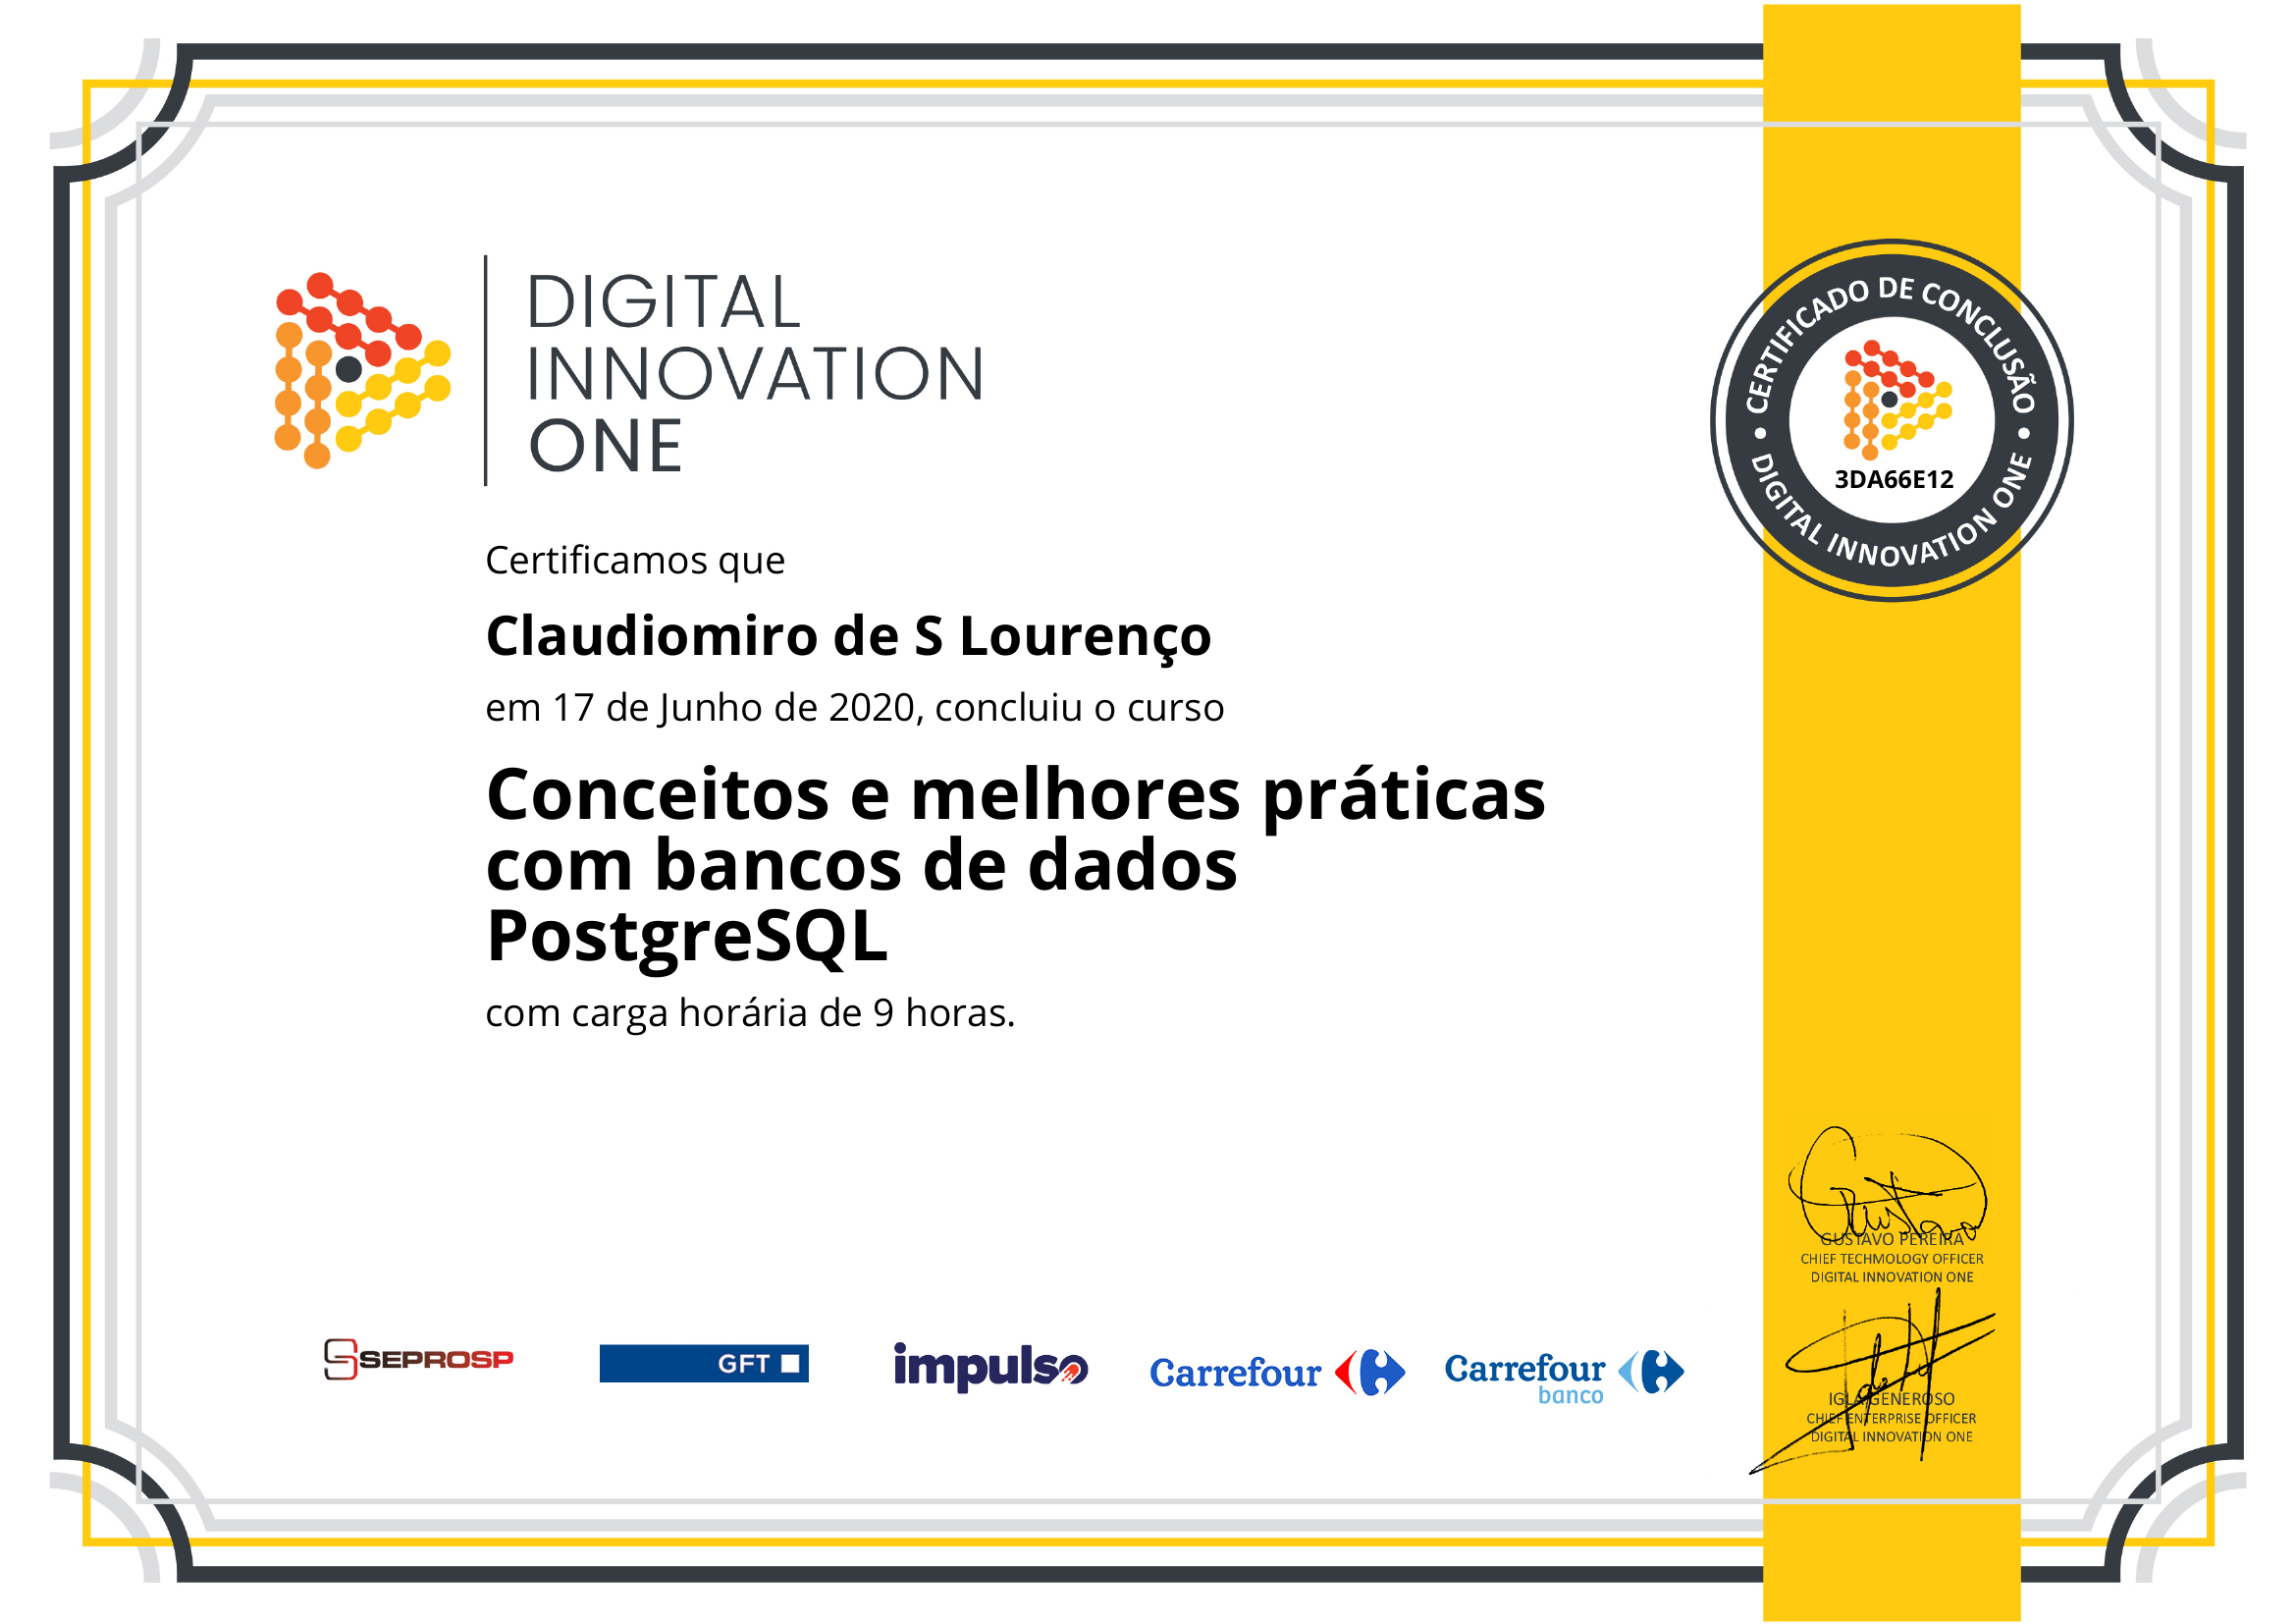 DIGITAL
INNOVATION
ONE
CERTIFICADO DE CONCLUSÃO
3DA66E12
DIGITAL INNOVATION ONE
Certificamos que
Claudiomiro de S Lourenço
em 17 de Junho de 2020, concluiu o curso
Conceitos e melhores práticas
com bancos de dados
PostgreSQL
com carga horária de 9 horas.
Gustavo
GUSTAVO PEREIRA
CHIEF TECHMOLOGY OFFICER
DIGITAL INNOVATION ONE
IGLA GENEROSO
CHIEF ENTERPRISE OFFICER
DIGITAL INNOVATION ONE
SEPROSP
GFT
impulso
Carrefour
Carrefour
banco